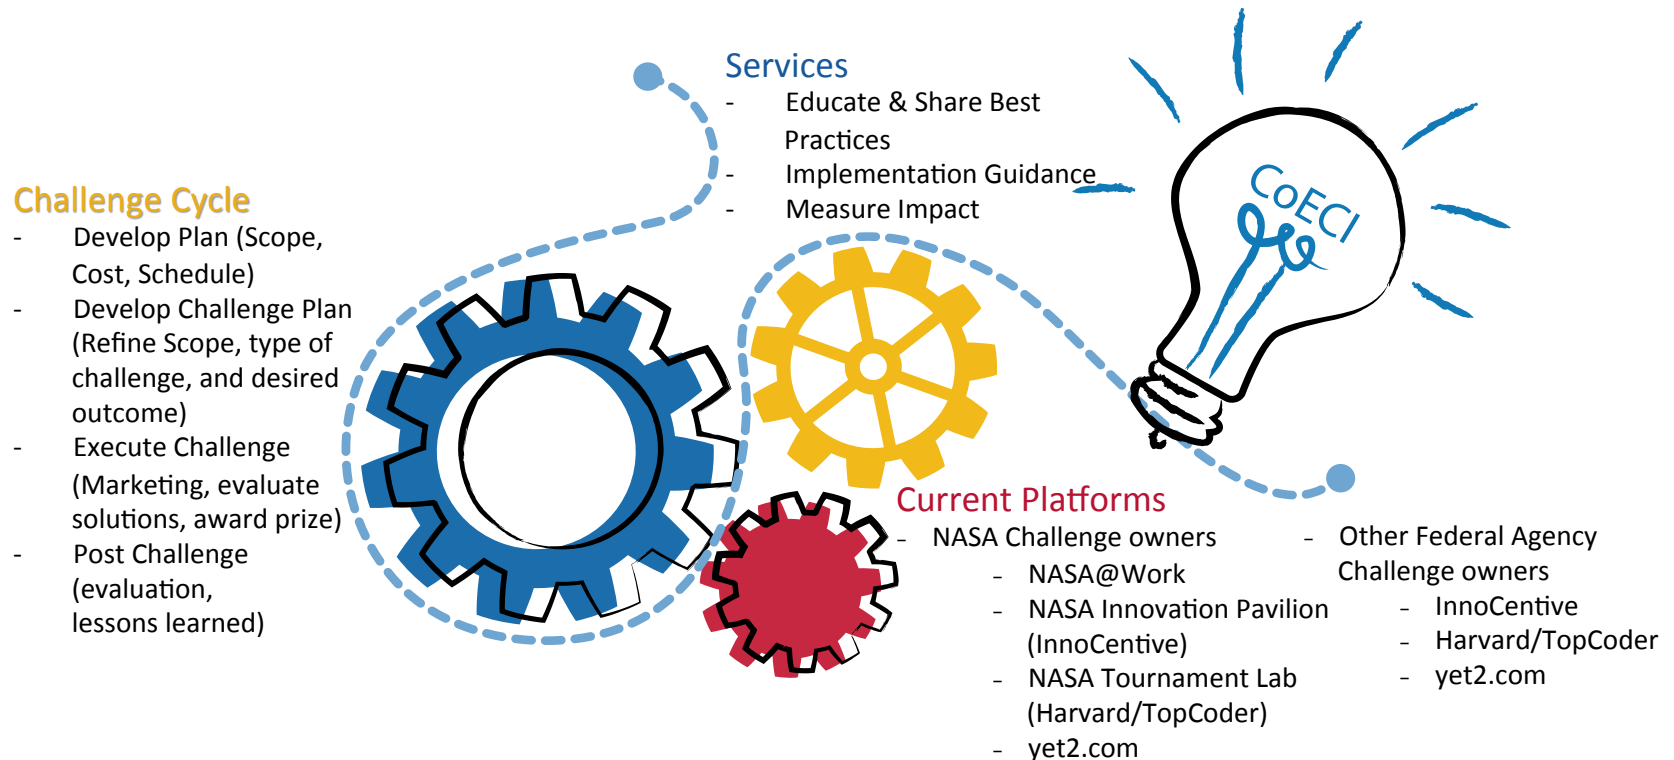 Services
- Educate & Share Best
Practices
- Implementation Guidance
- Measure Impact
CoECI
Challenge Cycle
- Develop Plan (Scope,
Cost, Schedule)
- Develop Challenge Plan
(Refine Scope, type of
challenge, and desired
outcome)
- Execute Challenge
(Marketing, evaluate
solutions, award prize)
- Post Challenge
(evaluation,
lessons learned)
Current Platforms
- NASA Challenge owners
- NASA@Work
- NASA Innovation Pavilion
(InnoCentive)
- NASA Tournament Lab
(Harvard/TopCoder)
- yet2.com
- Other Federal Agency
Challenge owners
- InnoCentive
- Harvard/TopCoder
- yet2.com